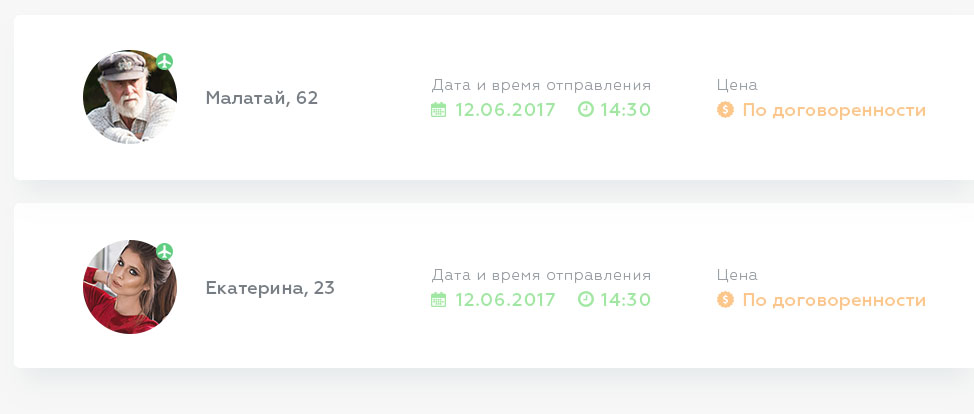 Малатай, 62
Дата и время отправления
12.06.2017 14:30
Цена
По договоренности
Екатерина, 23
Дата и время отправления
12.06.2017 14:30
Цена
По договоренности